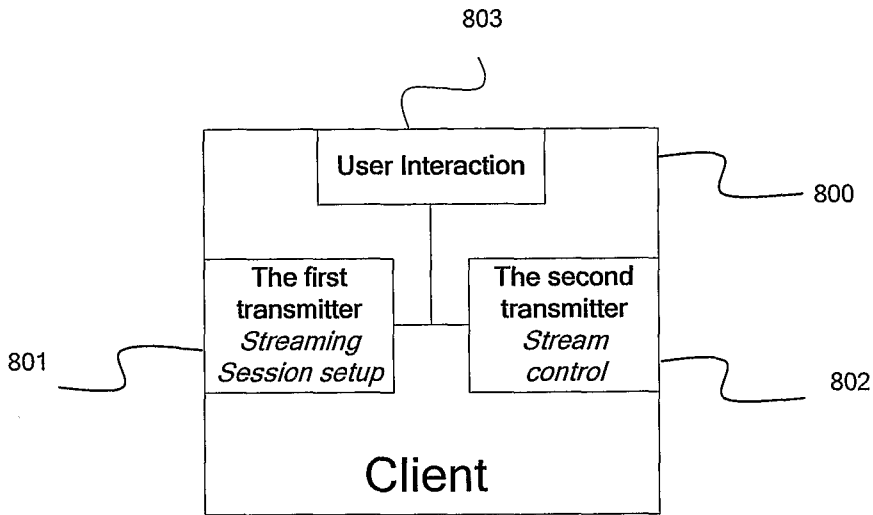 803
User Interaction
800
The first
transmitter
Streaming
Session setup
The second
transmitter
Stream
control
801
802
Client